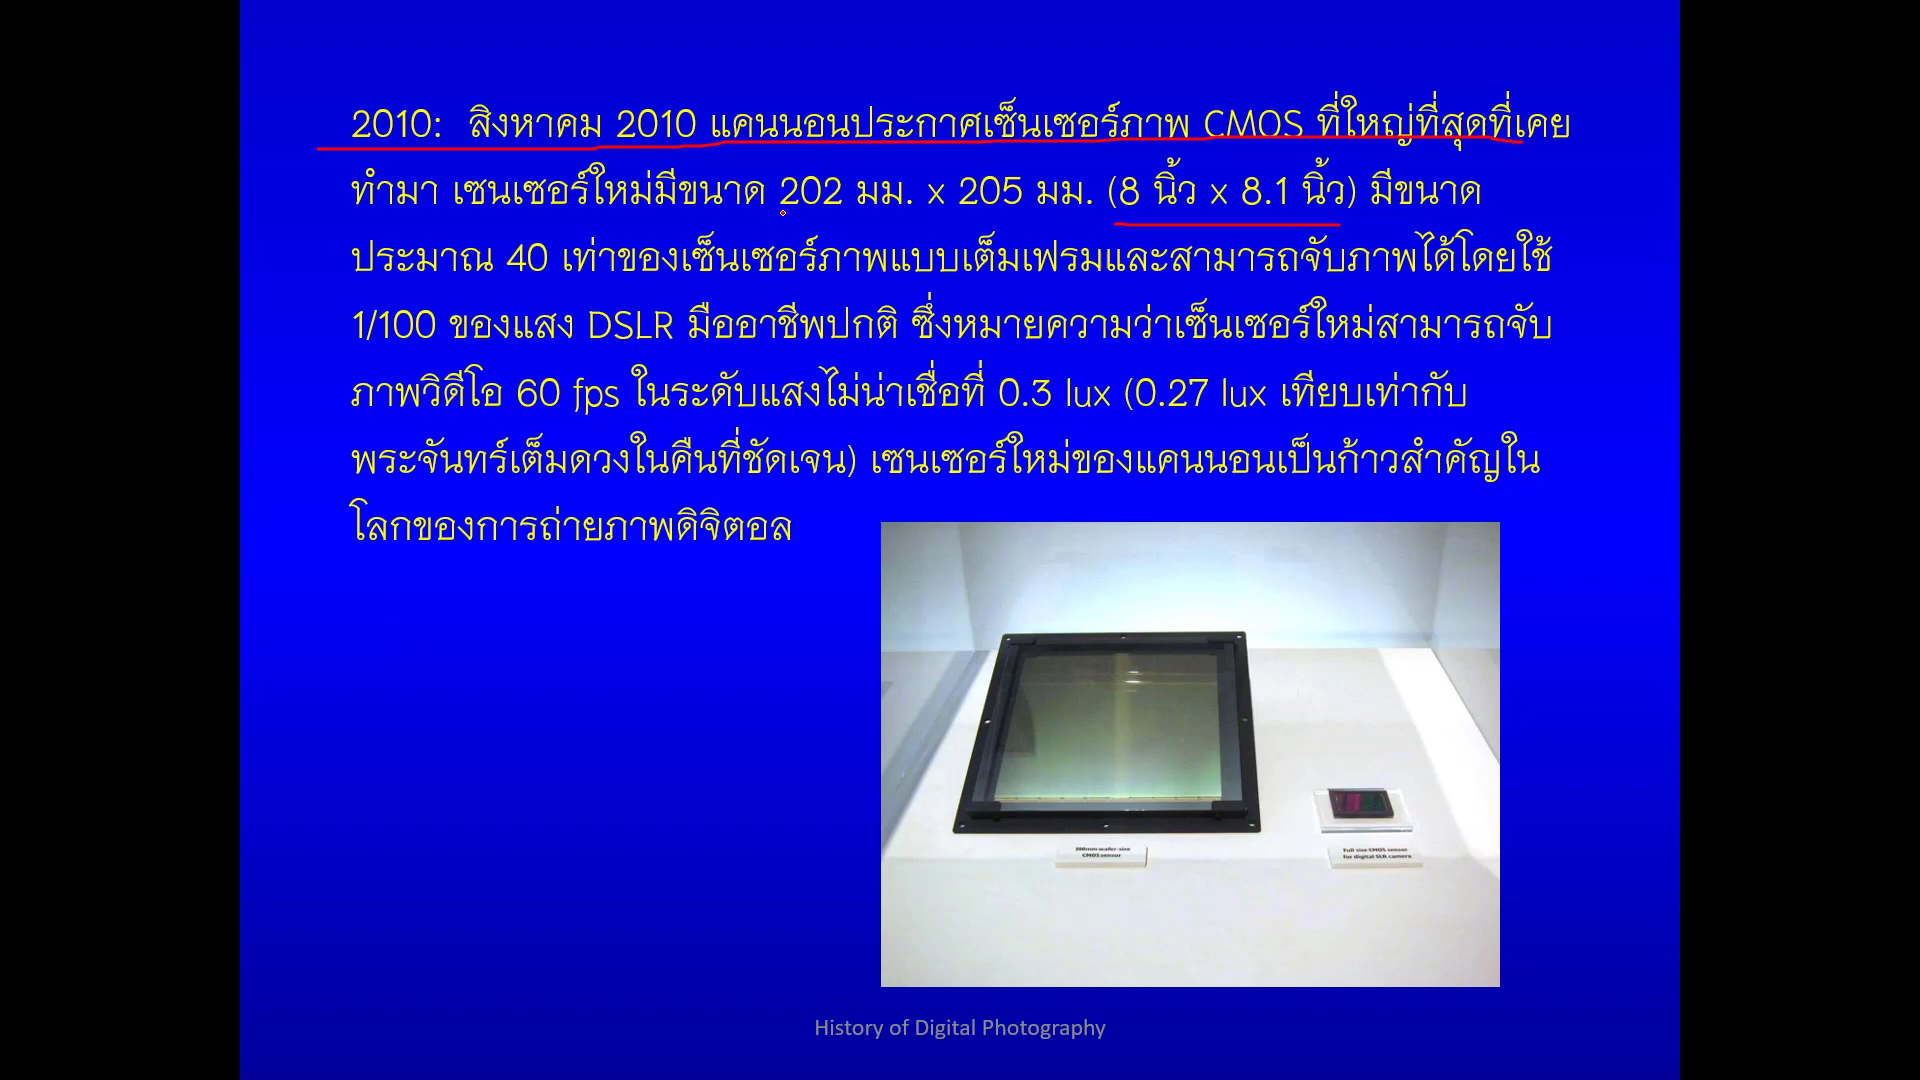 2010: สิงหาคม 2010 แคนนอนประกาศเซ็นเซอร์ภาพ CMOS ที่ใหญ่ที่สุดที่เคย
ทำมา เซนเซอร์ใหม่มีขนาด 202 มม. x 205 มม. (8 นิ้ว x 8.1 นิ้ว) มีขนาด
ประมาณ 40 เท่าของเซ็นเซอร์ภาพแบบเต็มเฟรมและสามารถจับภาพได้โดยใช้
1/100 ของแสง DSLR มืออาชีพปกติ ซึ่งหมายความว่าเซ็นเซอร์ใหม่สามารถจับ
ภาพวิดีโอ 60 fps ในระดับแสงไม่น่าเชื่อที่ 0.3 lux (0.27 lux เทียบเท่ากับ
พระจันทร์เต็มดวงในคืนที่ชัดเจน) เซนเซอร์ใหม่ของแคนนอนเป็นก้าวสำคัญใน
โลกของการถ่ายภาพดิจิตอล
300mm wafer-size
CMOS sensor
Full size CMOS sensor
for digital SLR camera
History of Digital Photography